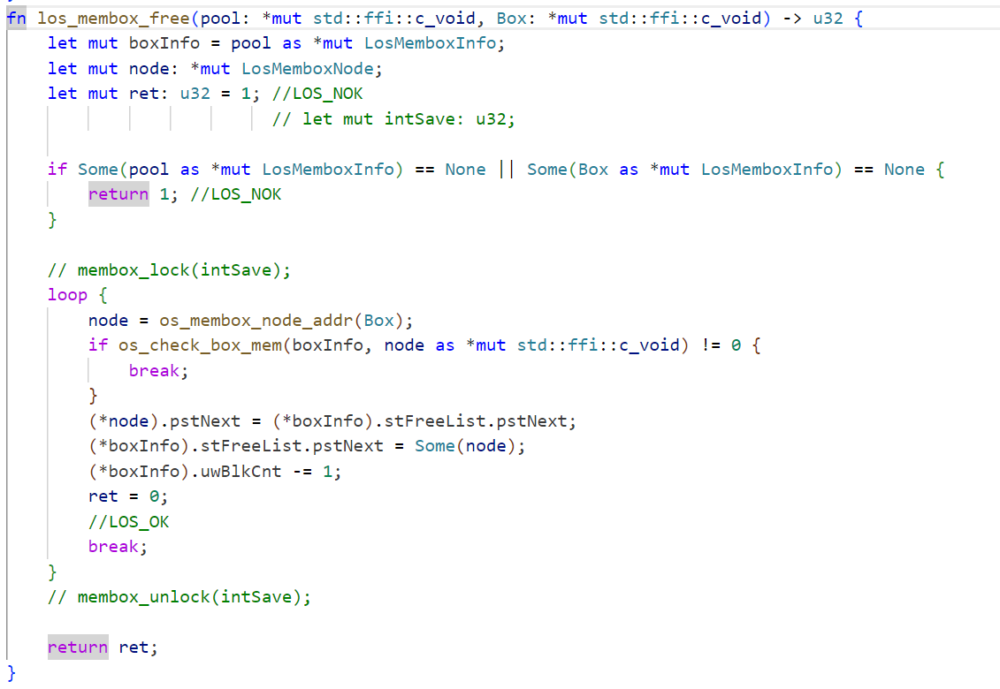 fn los_membox_free(pool: *mut std::ffi::c_void, Box: *mut std::ffi::c_void) -> u32 {
    let mut boxInfo = pool as *mut LosMemboxInfo;
    let mut node: *mut LosMemboxNode;
    let mut ret: u32 = 1; //LOS_NOK
                          // let mut intSave: u32;

    if Some(pool as *mut LosMemboxInfo) == None || Some(Box as *mut LosMemboxInfo) == None {
        return 1; //LOS_NOK
    }

    // membox_lock(intSave);
    loop {
        node = os_membox_node_addr(Box);
        if os_check_box_mem(boxInfo, node as *mut std::ffi::c_void) != 0 {
            break;
        }
        (*node).pstNext = (*boxInfo).stFreeList.pstNext;
        (*boxInfo).stFreeList.pstNext = Some(node);
        (*boxInfo).uwBlkCnt -= 1;
        ret = 0;
        //LOS_OK
        break;
    }
    // membox_unlock(intSave);

    return ret;
}